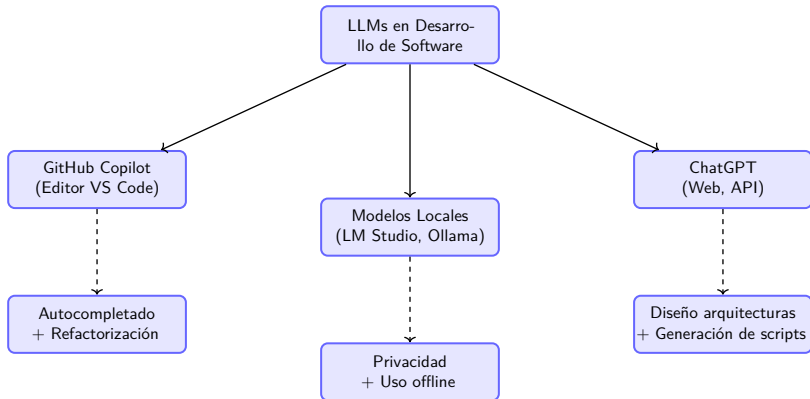 LLMs en Desarro-
llo de Software
GitHub Copilot
(Editor VS Code)
ChatGPT
(Web, API)
Modelos Locales
(LM Studio, Ollama)
Autocompletado
+ Refactorización
Diseño arquitecturas
+ Generación de scripts
Privacidad
+ Uso offline